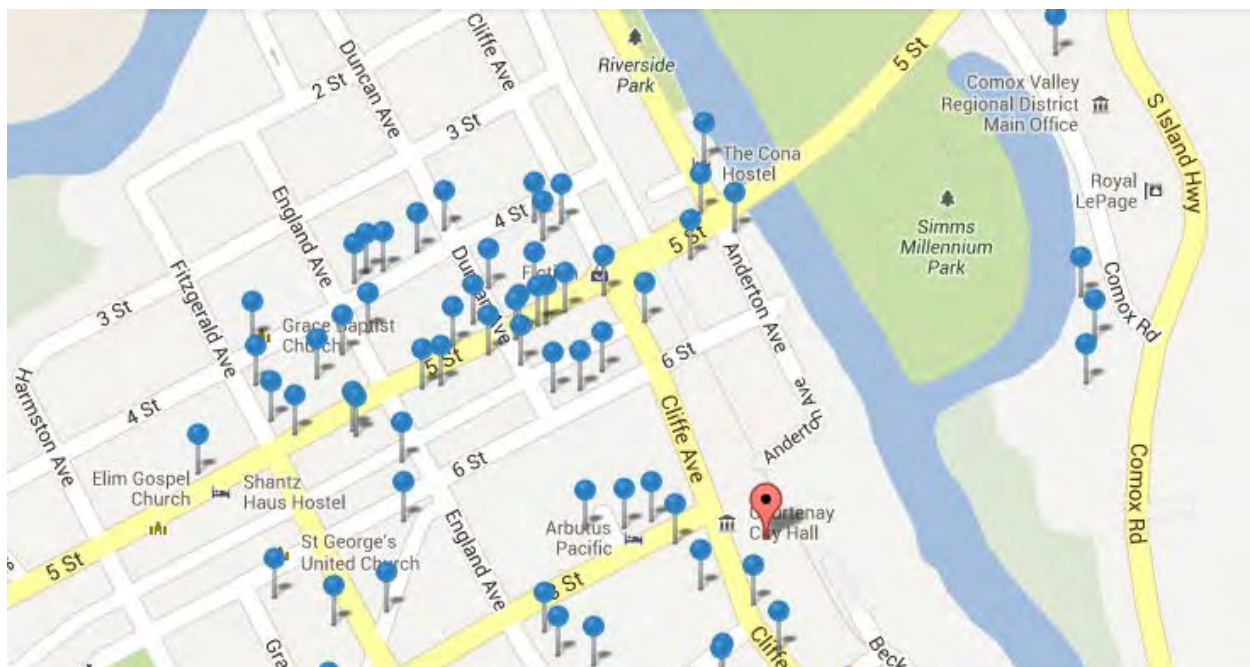 Cliffe Ave
Duncan Ave
2 St
3 St
Riverside
Park
5 St
Comox Valley
Regional District
Main Office
S Island Hwy
The Cona
Hostel
Royal
LePage
England Ave
4 St
5 St
Simms
Millennium
Park
Fitzgerald Ave
Anderton Ave
Comox Rd
3 St
Grace Baptist
Church
5 St
6 St
Harmston Ave
4 St
Cliffe Ave
Anderton Ave
6 St
Elim Gospel
Church
Shantz
Haus Hostel
Comox Rd
Arbutus
Pacific
Courtenay
City Hall
England Ave
St George's
United Church
5 St
8 St
Cliffe